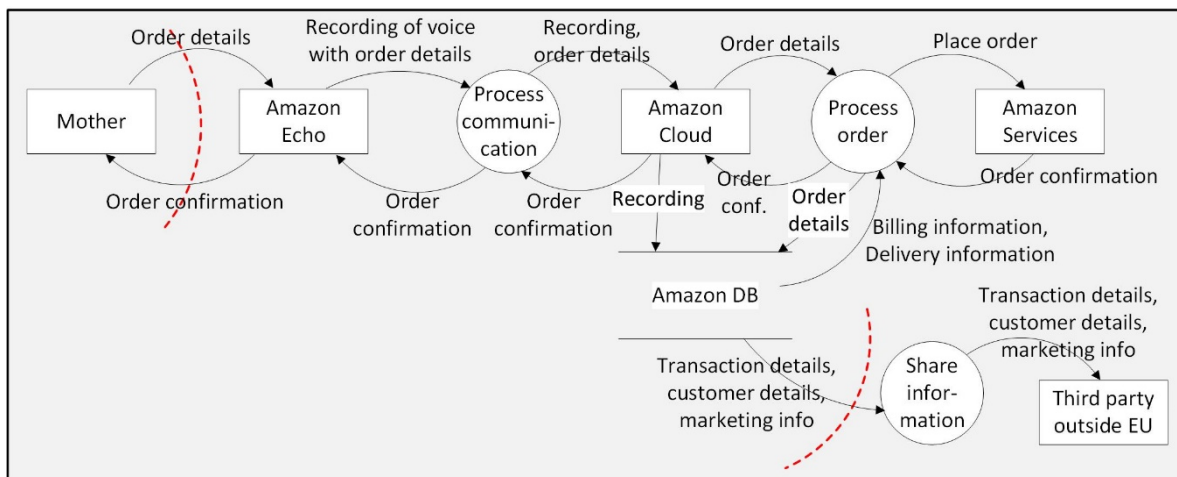 Order details
Recording of voice
with order details
Recording,
order details
Order details
Place order
Mother
Amazon
Echo
Process
communi-
cation
Amazon
Cloud
Process
order
Amazon
Services
Order confirmation
Order
confirmation
Order
confirmation
Recording
Order
conf.
Order
details
Order confirmation
Billing information,
Delivery information
Amazon DB
Transaction details,
customer details,
marketing info
Share
infor-
mation
Transaction details,
customer details,
marketing info
Third party
outside EU